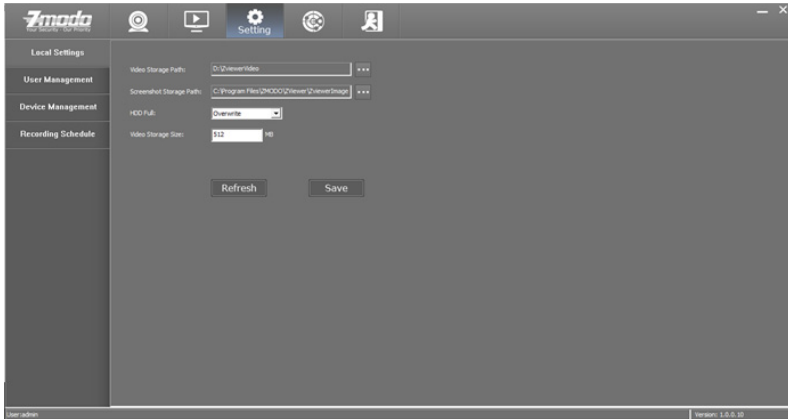 Zmodo
Your Security Our Priority
Setting
Local Settings
User Management
Device Management
Recording Schedule
Video Storage Path: D:\ZviewerVideo ...
Screenshot Storage Path: C:/Program Files/ZMODO/ZViewer/ZviewerImage ...
HDD Full: Overwrite
Video Storage Size: 512 MB
Refresh Save
User:admin Version: 1.0.0.10